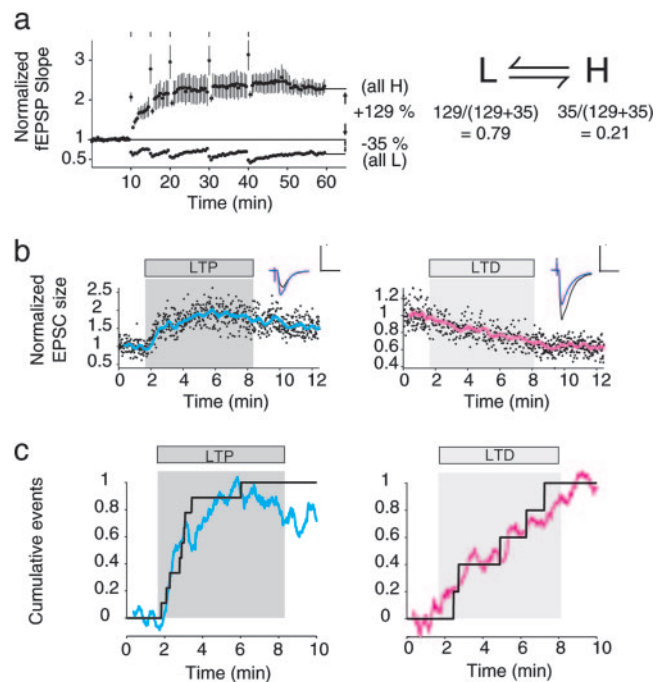 a
Normalized
fEPSP Slope
3
2
1
0.5
10 20 30 40 50 60
Time (min)
(all H)
+129 %
-35 %
(all L)
L H
129/(129+35) 35/(129+35)
= 0.79 = 0.21
b
LTP
Normalized
EPSC size
2.5
1.5
0.5
0 2 4 6 8 10 12
Time (min)
LTD
1.2
1
0.8
0.6
0.4
0 2 4 6 8 10 12
Time (min)
c
LTP
Cumulative events
1
0.8
0.6
0.4
0.2
0
0 2 4 6 8 10
Time (min)
LTD
1
0.8
0.6
0.4
0.2
0
0 2 4 6 8 10
Time (min)